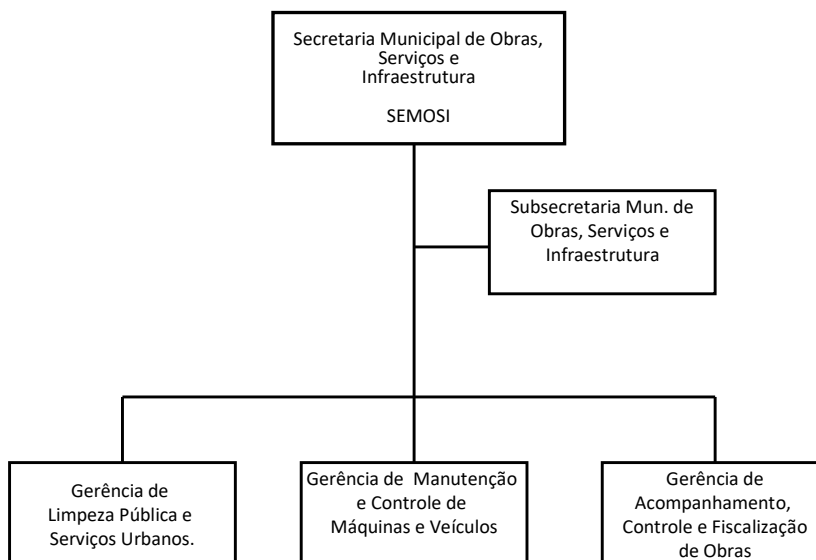 Secretaria Municipal de Obras,
Serviços e
Infraestrutura
SEMOSI
Subsecretaria Mun. de
Obras, Serviços e
Infraestrutura
Gerência de
Limpeza Pública e
Serviços Urbanos.
Gerência de Manutenção
e Controle de
Máquinas e Veículos
Gerência de
Acompanhamento,
Controle e Fiscalização
de Obras